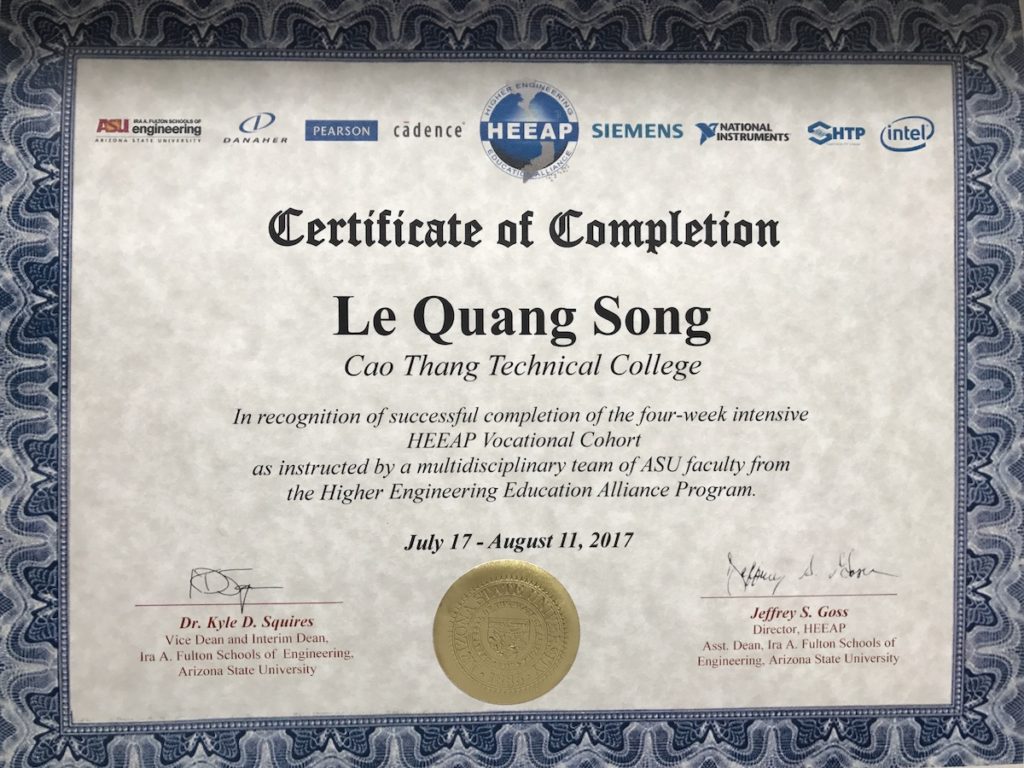 ASU IRA A. FULTON SCHOOLS OF engineering
ARIZONA STATE UNIVERSITY
DANAHER
PEARSON
cādence
HIGHER ENGINEERING
HEEAP
EDUCATION ALLIANCE
SIEMENS
NATIONAL INSTRUMENTS
SHTP
intel
Certificate of Completion
Le Quang Song
Cao Thang Technical College
In recognition of successful completion of the four-week intensive
HEEAP Vocational Cohort
as instructed by a multidisciplinary team of ASU faculty from
the Higher Engineering Education Alliance Program.
July 17 - August 11, 2017
Dr. Kyle D. Squires
Vice Dean and Interim Dean,
Ira A. Fulton Schools of Engineering,
Arizona State University
ARIZONA STATE UNIVERSITY
Jeffrey S. Goss
Jeffrey S. Goss
Director, HEEAP
Asst. Dean, Ira A. Fulton Schools of
Engineering, Arizona State University